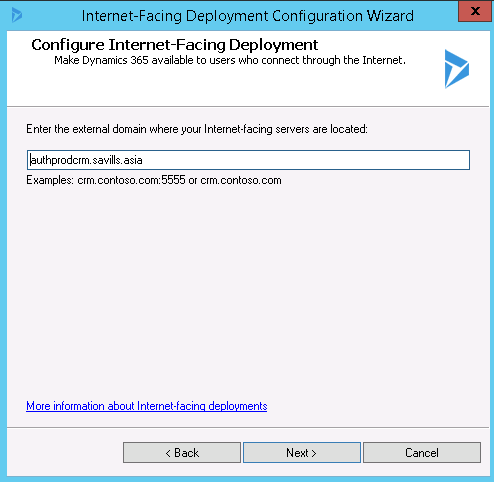 Internet-Facing Deployment Configuration Wizard
x
Configure Internet-Facing Deployment
Make Dynamics 365 available to users who connect through the Internet.
Enter the external domain where your Internet-facing servers are located:
authprodcrm.savills.asia
Examples: crm.contoso.com:5555 or crm.contoso.com
More information about Internet-facing deployments
< Back
Next >
Cancel